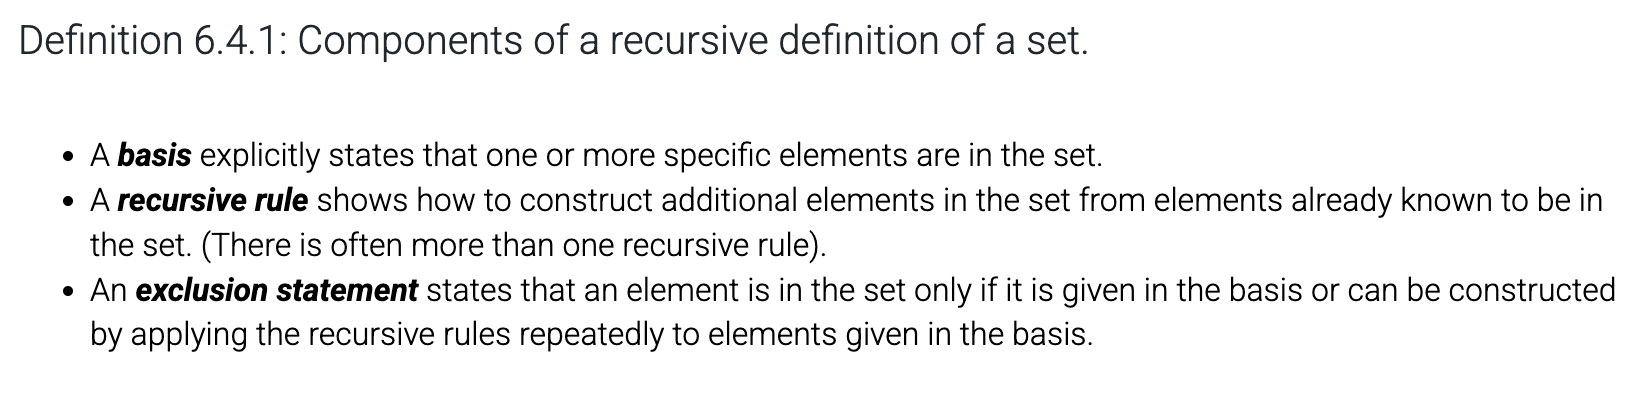 Definition 6.4.1: Components of a recursive definition of a set.
• A basis explicitly states that one or more specific elements are in the set.
• A recursive rule shows how to construct additional elements in the set from elements already known to be in
the set. (There is often more than one recursive rule).
• An exclusion statement states that an element is in the set only if it is given in the basis or can be constructed
by applying the recursive rules repeatedly to elements given in the basis.